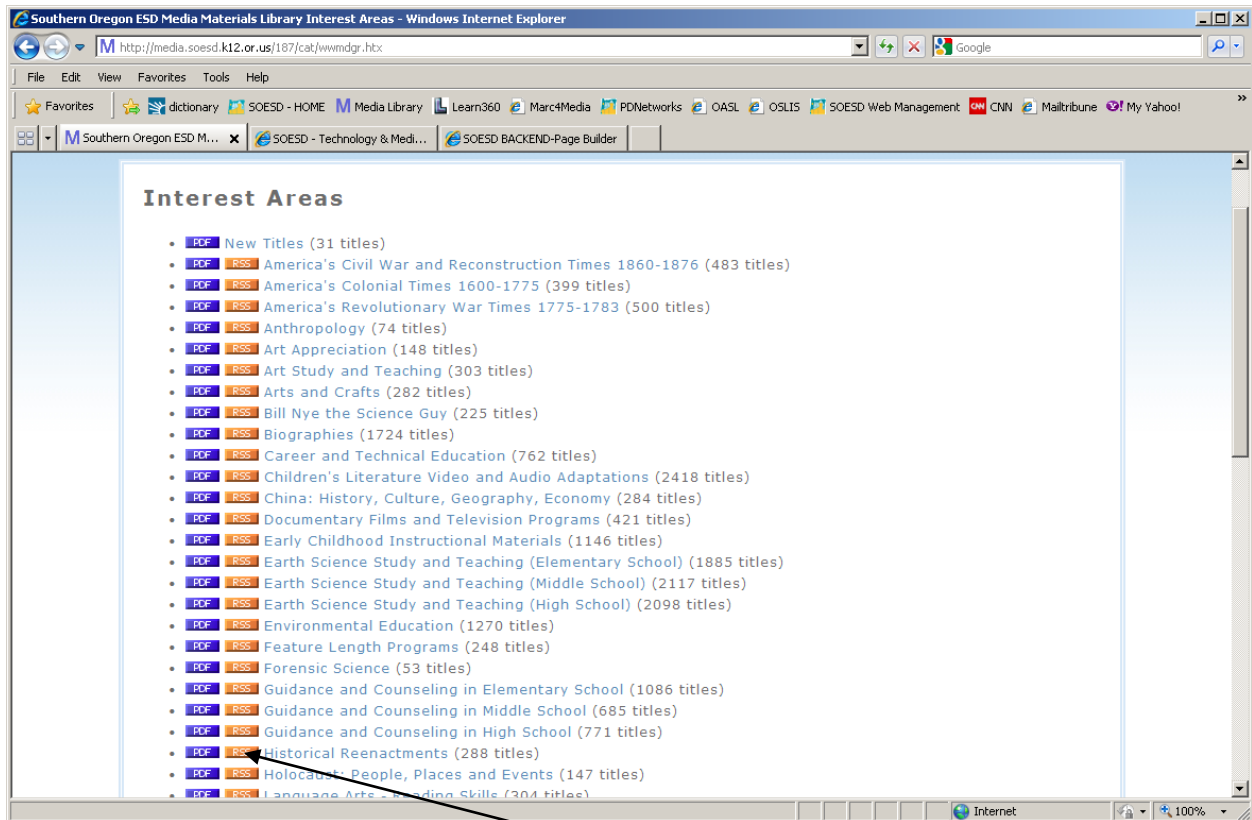 Southern Oregon ESD Media Materials Library Interest Areas - Windows Internet Explorer
M http://media.soesd.k12.or.us/187/cat/wwmdgr.htx Google
File Edit View Favorites Tools Help
Favorites dictionary SOESD - HOME M Media Library Learn360 Marc4Media PDNetworks OASL OSLIS SOESD Web Management CNN CNN Mailtribune My Yahoo! »
M Southern Oregon ESD M... x SOESD - Technology & Medi... SOESD BACKEND-Page Builder
Interest Areas
• PDF New Titles (31 titles)
• PDF RSS America's Civil War and Reconstruction Times 1860-1876 (483 titles)
• PDF RSS America's Colonial Times 1600-1775 (399 titles)
• PDF RSS America's Revolutionary War Times 1775-1783 (500 titles)
• PDF RSS Anthropology (74 titles)
• PDF RSS Art Appreciation (148 titles)
• PDF RSS Art Study and Teaching (303 titles)
• PDF RSS Arts and Crafts (282 titles)
• PDF RSS Bill Nye the Science Guy (225 titles)
• PDF RSS Biographies (1724 titles)
• PDF RSS Career and Technical Education (762 titles)
• PDF RSS Children's Literature Video and Audio Adaptations (2418 titles)
• PDF RSS China: History, Culture, Geography, Economy (284 titles)
• PDF RSS Documentary Films and Television Programs (421 titles)
• PDF RSS Early Childhood Instructional Materials (1146 titles)
• PDF RSS Earth Science Study and Teaching (Elementary School) (1885 titles)
• PDF RSS Earth Science Study and Teaching (Middle School) (2117 titles)
• PDF RSS Earth Science Study and Teaching (High School) (2098 titles)
• PDF RSS Environmental Education (1270 titles)
• PDF RSS Feature Length Programs (248 titles)
• PDF RSS Forensic Science (53 titles)
• PDF RSS Guidance and Counseling in Elementary School (1086 titles)
• PDF RSS Guidance and Counseling in Middle School (685 titles)
• PDF RSS Guidance and Counseling in High School (771 titles)
• PDF RSS Historical Reenactments (288 titles)
• PDF RSS Holocaust: People, Places and Events (147 titles)
• PDF RSS Language Arts - Reading Skills (304 titles)
Internet 100%